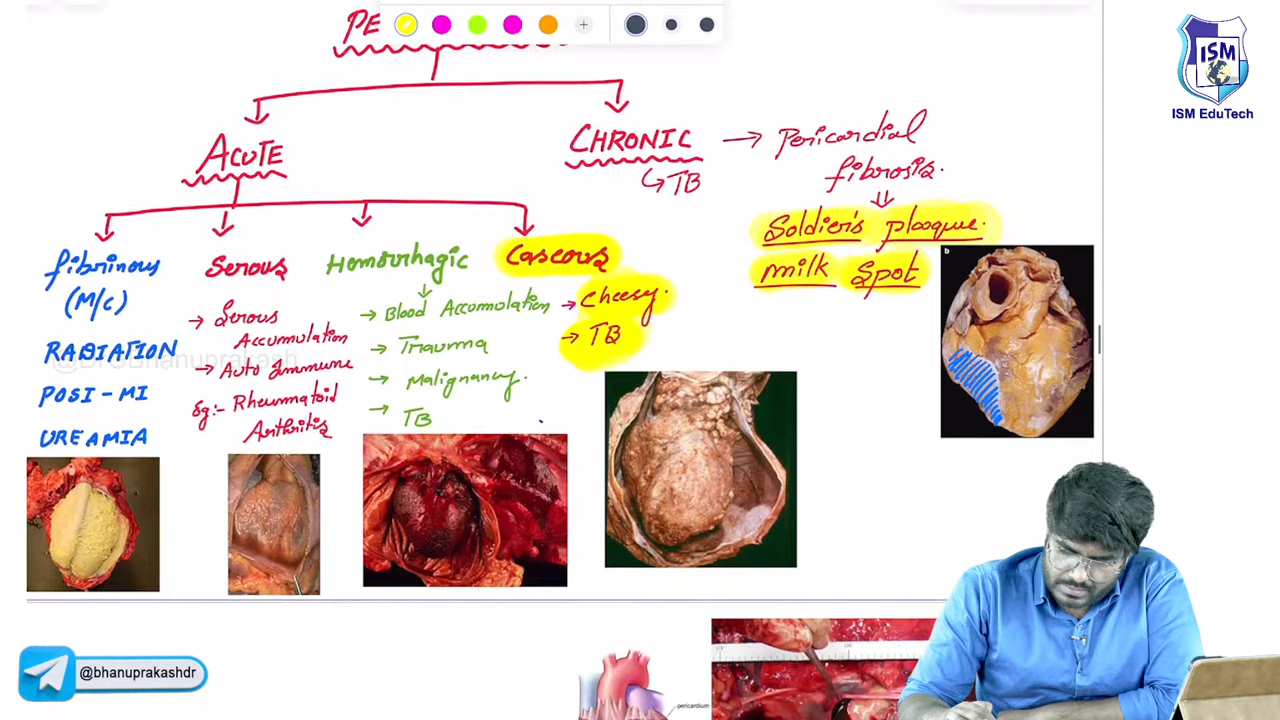 PE
ISM
ISM EduTech
ACUTE
CHRONIC → Pericardial
fibrosis.
↳ TB
Soldier's plaque.
milk spot
fibrinous
(M/C)
RADIATION
POST-MI
UREAMIA
Serous
→ Serous
Accumulation
→ Auto Immune
Eg:- Rheumatoid
Arthritis
Hemorrhagic
→ Blood Accumulation
→ Trauma
→ Malignancy.
→ TB
Caseous
→ Cheesy.
→ TB
b
@bhanuprakashdr
pericardium